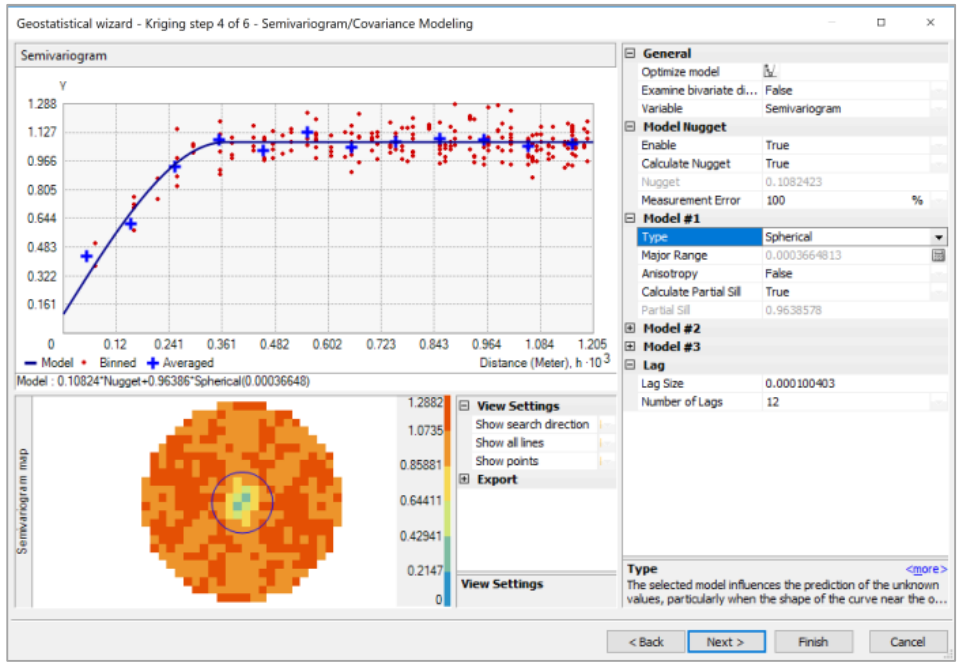 Geostatistical wizard - Kriging step 4 of 6 - Semivariogram/Covariance Modeling
Semivariogram
γ
1.288
1.127
0.966
0.805
0.644
0.483
0.322
0.161
0 0.12 0.241 0.361 0.482 0.602 0.723 0.843 0.964 1.084 1.205
Model Binned Averaged Distance (Meter), h ·10 3
Model : 0.10824*Nugget+0.96386*Spherical(0.00036648)
Semivariogram map
1.2882
1.0735
0.85881
0.64411
0.42941
0.2147
0
View Settings
Show search direction
Show all lines
Show points
Export
View Settings
General
Optimize model
Examine bivariate di... False
Variable Semivariogram
Model Nugget
Enable True
Calculate Nugget True
Nugget 0.1082423
Measurement Error 100 %
Model #1
Type Spherical
Major Range 0.0003664813
Anisotropy False
Calculate Partial Sill True
Partial Sill 0.9638578
Model #2
Model #3
Lag
Lag Size 0.000100403
Number of Lags 12
Type <more>
The selected model influences the prediction of the unknown
values, particularly when the shape of the curve near the o...
< Back Next > Finish Cancel